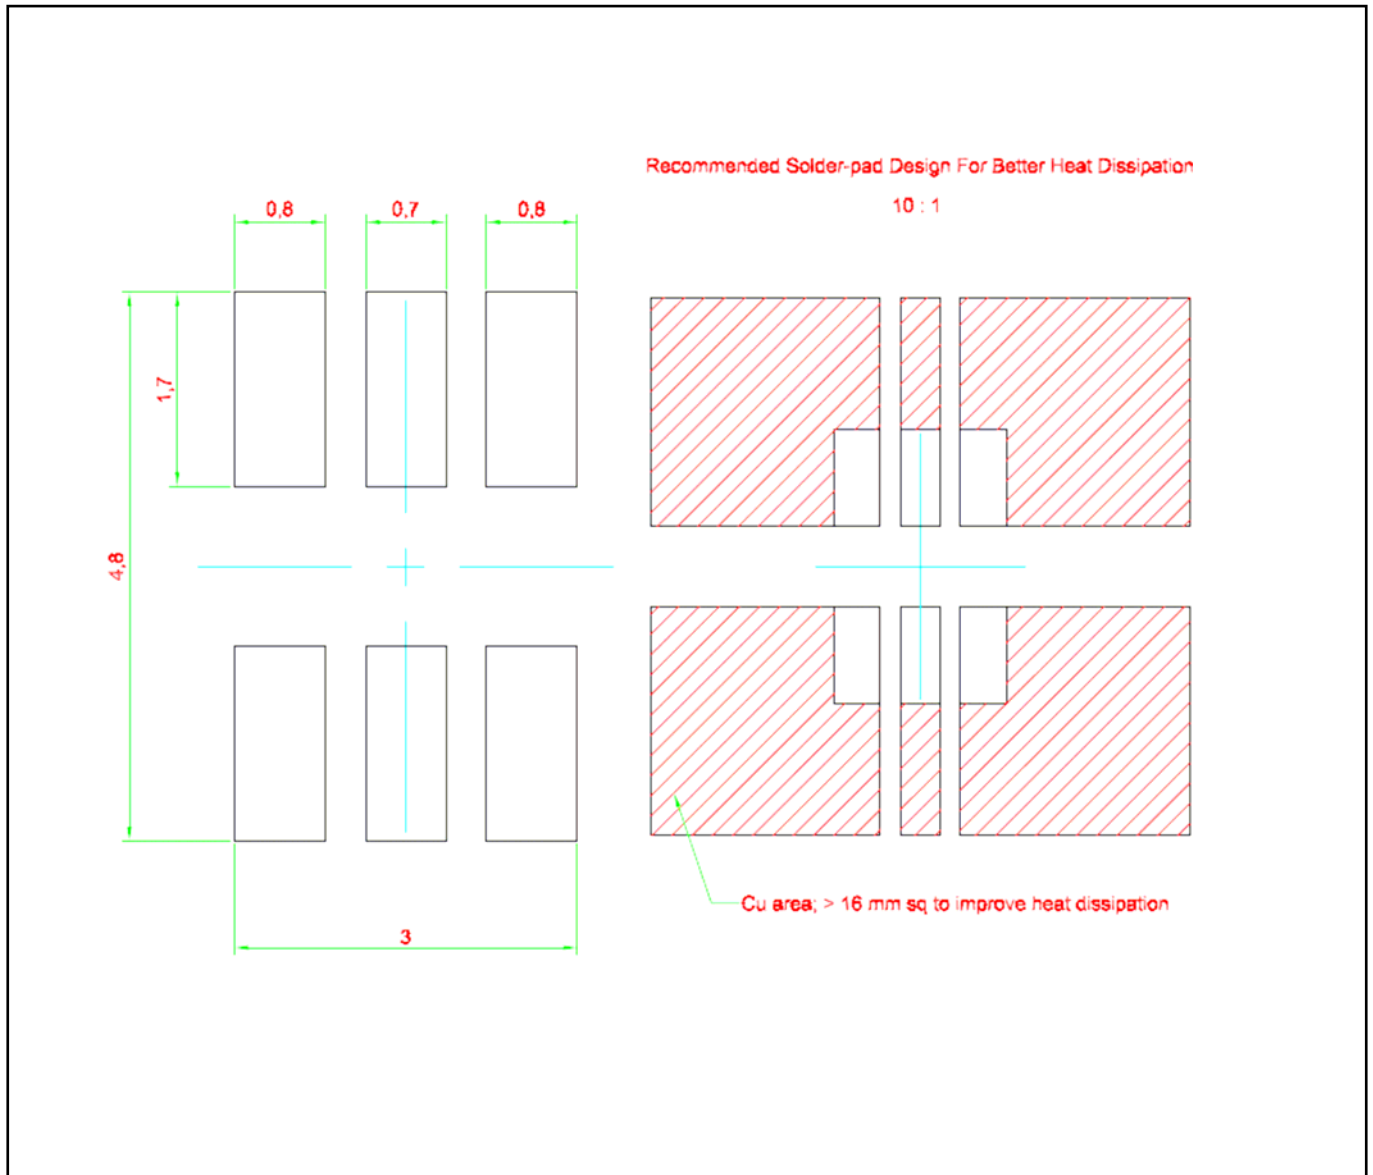 Recommended Solder-pad Design For Better Heat Dissipation
10 : 1
0,8
0,7
0,8
1,7
4,8
Cu area; > 16 mm sq to improve heat dissipation
3